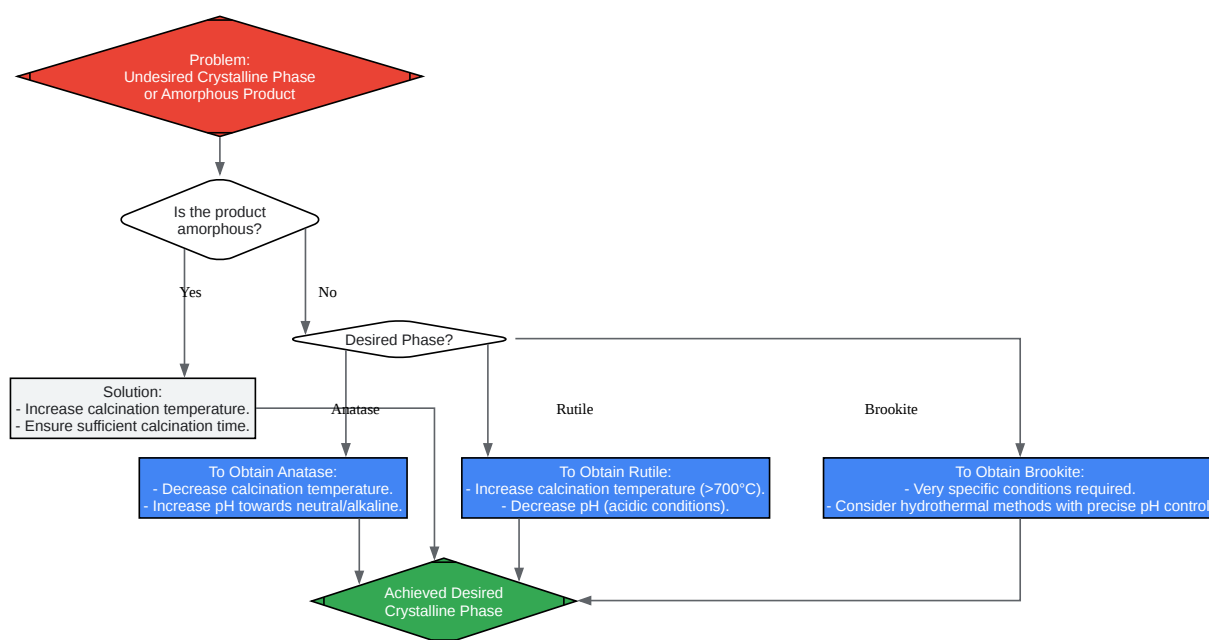 Problem:
Undesired Crystalline Phase
or Amorphous Product
Is the product
amorphous?
Yes
No
Desired Phase?
Solution:
- Increase calcination temperature.
- Ensure sufficient calcination time.
Anatase
Rutile
Brookite
To Obtain Anatase:
- Decrease calcination temperature.
- Increase pH towards neutral/alkaline.
To Obtain Rutile:
- Increase calcination temperature (>700°C).
- Decrease pH (acidic conditions).
To Obtain Brookite:
- Very specific conditions required.
- Consider hydrothermal methods with precise pH control
Achieved Desired
Crystalline Phase